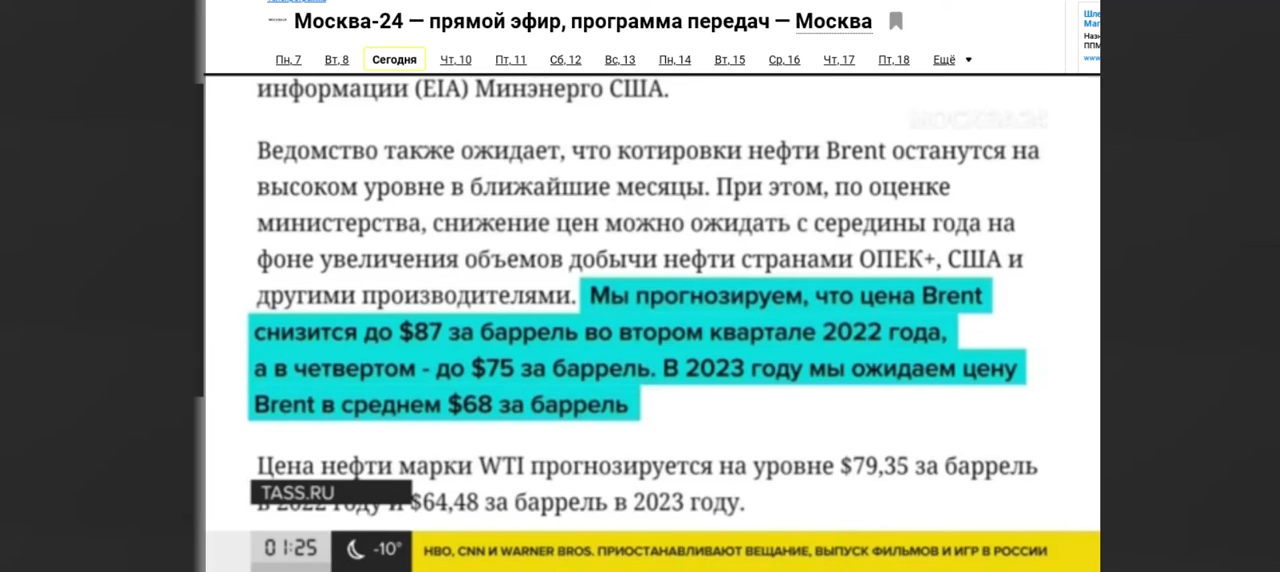 Москва-24 — прямой эфир, программа передач — Москва
Пн, 7 Вт, 8 Сегодня Чт, 10 Пт, 11 Сб, 12 Вс, 13 Пн, 14 Вт, 15 Ср, 16 Чт, 17 Пт, 18 Ещё
информации (EIA) Минэнерго США.
МОСКВА24
Ведомство также ожидает, что котировки нефти Brent останутся на
высоком уровне в ближайшие месяцы. При этом, по оценке
министерства, снижение цен можно ожидать с середины года на
фоне увеличения объемов добычи нефти странами ОПЕК+, США и
другими производителями. Мы прогнозируем, что цена Brent
снизится до $87 за баррель во втором квартале 2022 года,
а в четвертом - до $75 за баррель. В 2023 году мы ожидаем цену
Brent в среднем $68 за баррель
Цена нефти марки WTI прогнозируется на уровне $79,35 за баррель
TASS.RU
в 2022 году и $64,48 за баррель в 2023 году.
01:25 -10° HBO, CNN И WARNER BROS. ПРИОСТАНАВЛИВАЮТ ВЕЩАНИЕ, ВЫПУСК ФИЛЬМОВ И ИГР В РОССИИ